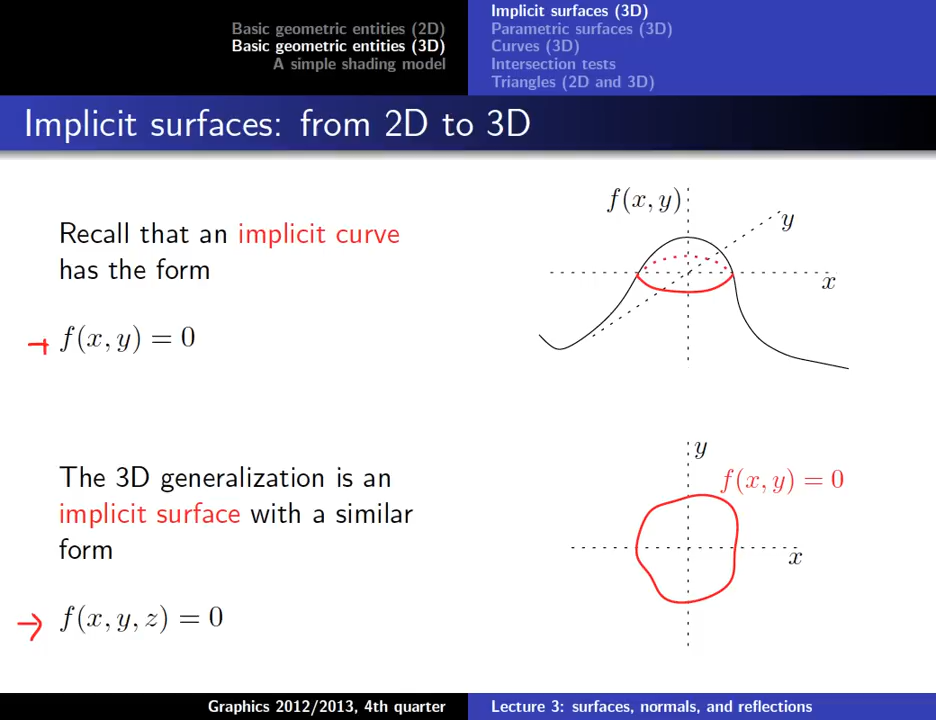 Basic geometric entities (2D)
Basic geometric entities (3D)
A simple shading model
Implicit surfaces (3D)
Parametric surfaces (3D)
Curves (3D)
Intersection tests
Triangles (2D and 3D)
Implicit surfaces: from 2D to 3D
Recall that an implicit curve
has the form
f(x, y) = 0
The 3D generalization is an
implicit surface with a similar
form
f(x, y, z) = 0
f(x, y)
y
x
y
f(x, y) = 0
x
Graphics 2012/2013, 4th quarter
Lecture 3: surfaces, normals, and reflections